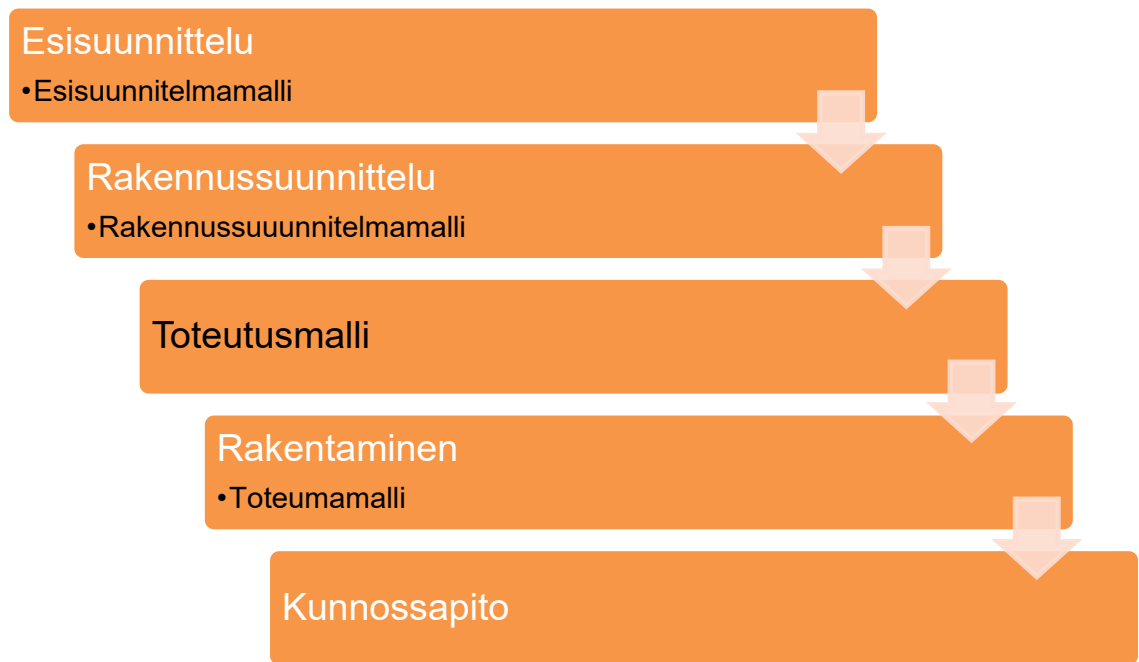 Esisuunnittelu
•Esisuunnitelmamalli
Rakennussuunnittelu
•Rakennussuuunnitelmamalli
Toteutusmalli
Rakentaminen
•Toteumamalli
Kunnossapito